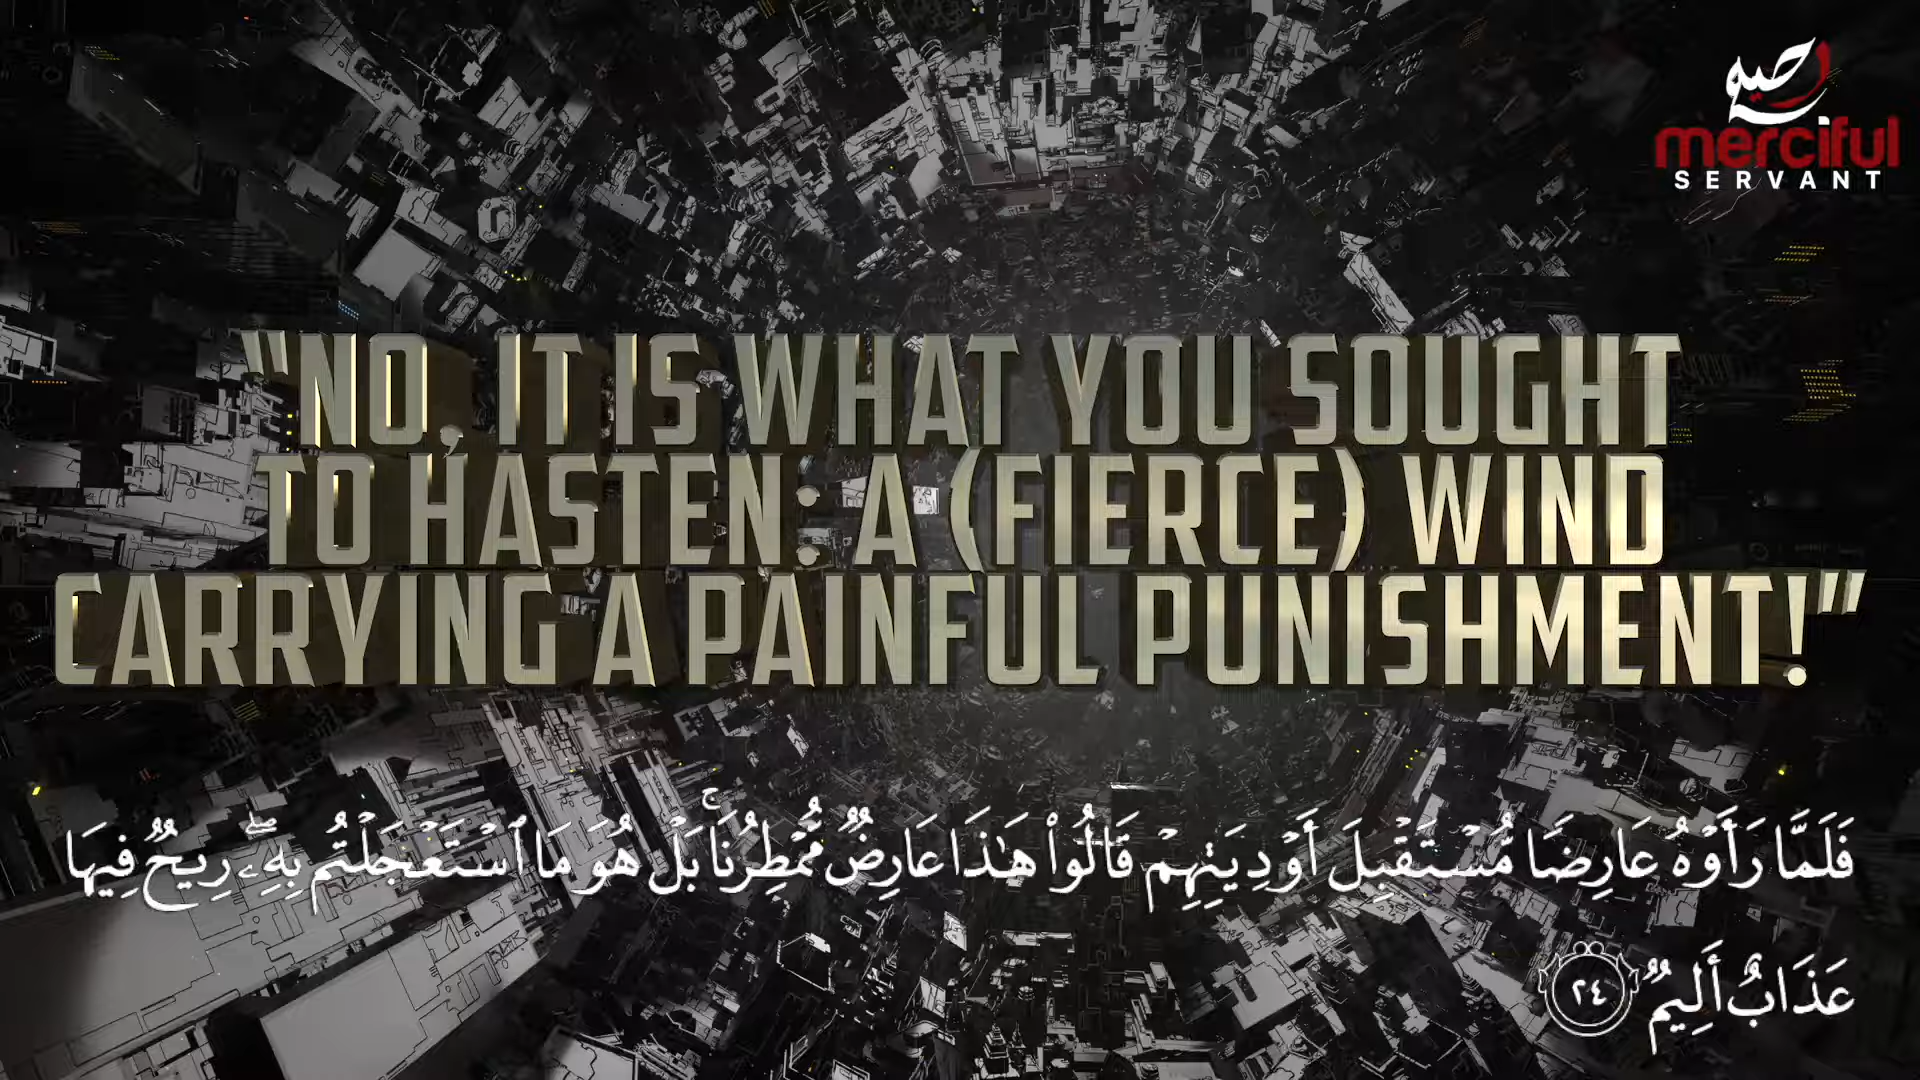 merciful
SERVANT
“NO, IT IS WHAT YOU SOUGHT
TO HASTEN: A (FIERCE) WIND
CARRYING A PAINFUL PUNISHMENT!”
فَلَمَّا رَأَوْهُ عَارِضًا مُّسْتَقْبِلَ أَوْدِيَتِهِمْ قَالُوا۟ هَـٰذَا عَارِضٌ مُّمْطِرُنَا ۚ بَلْ هُوَ مَا ٱسْتَعْجَلْتُم بِهِۦ ۖ رِيحٌ فِيهَا
عَذَابٌ أَلِيمٌ ٢٤